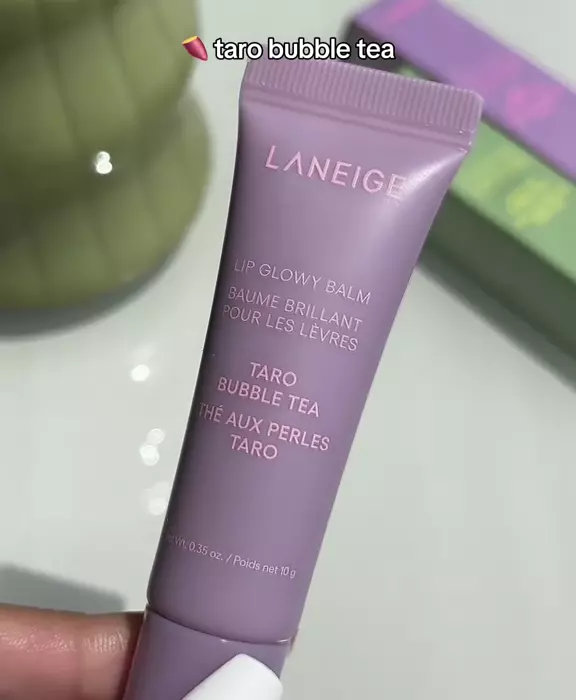 🍠 taro bubble tea
LANEIGE
LIP GLOWY BALM
BAUME BRILLANT
POUR LES LÈVRES
TARO
BUBBLE TEA
THÉ AUX PERLES
TARO
Wt. 0.35 oz. / Poids net 10 g